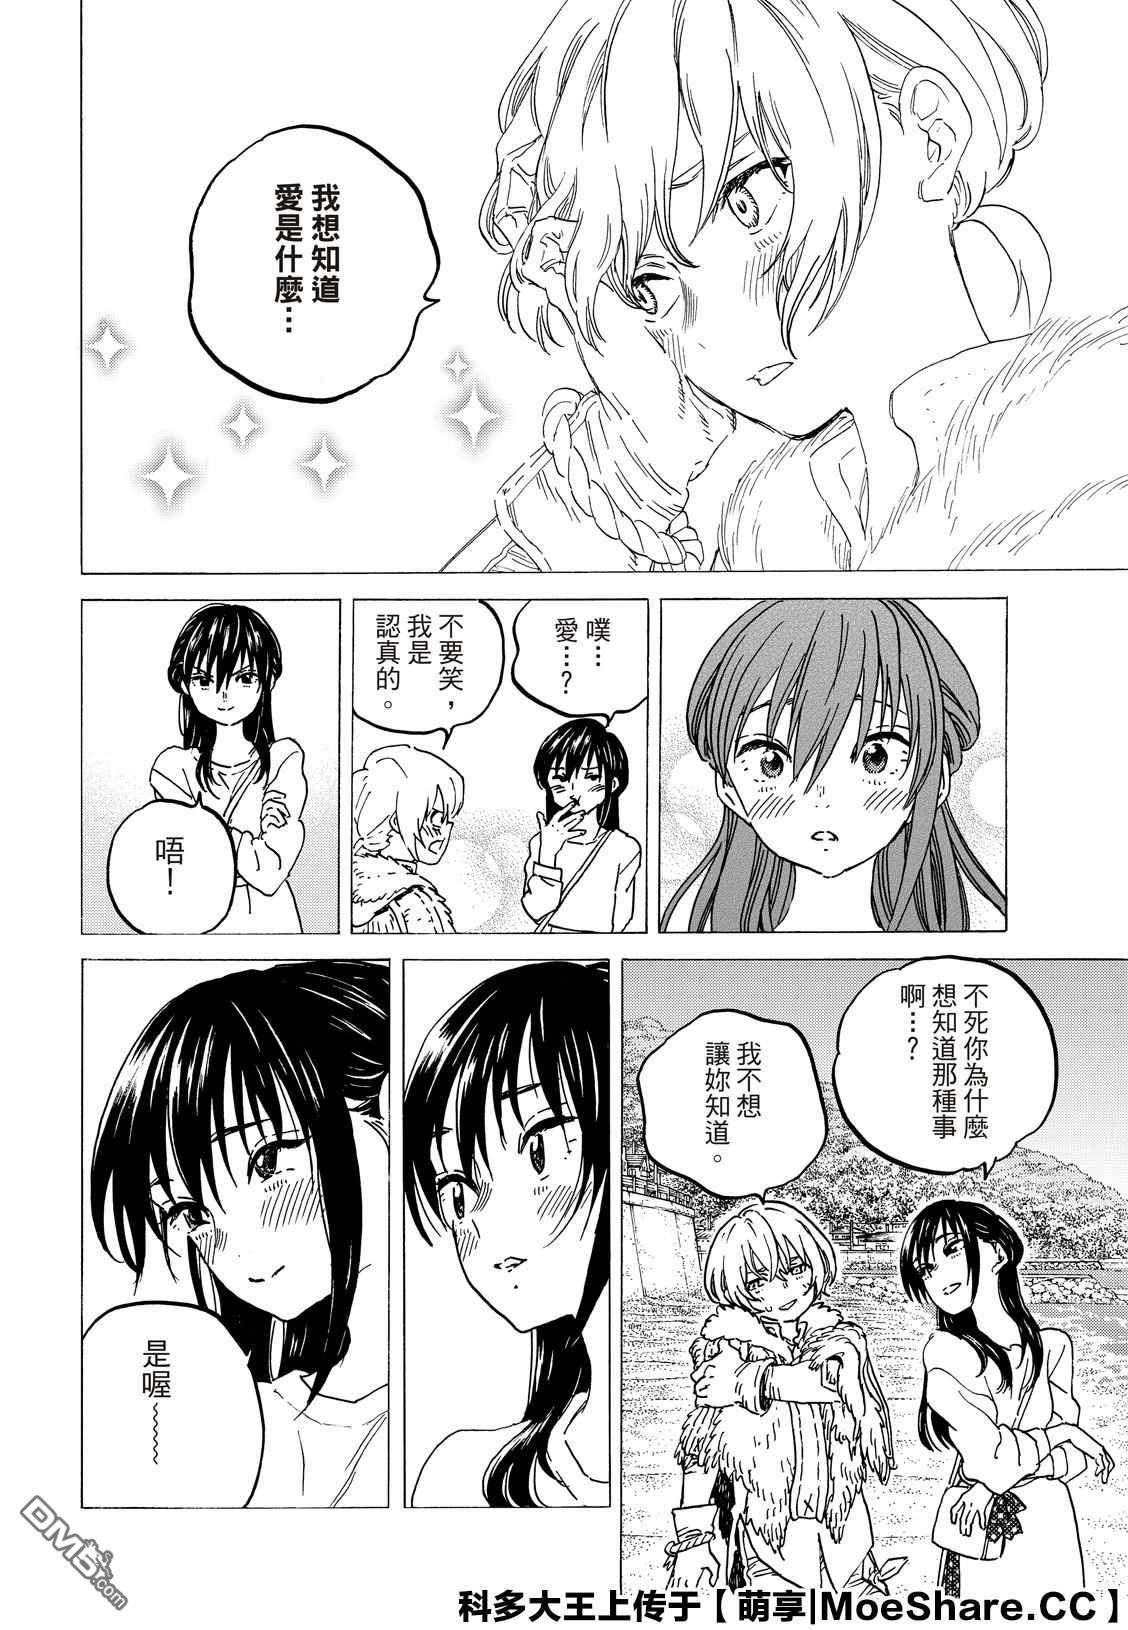 我想知道
愛是什麼…
噗…
愛…?
不要笑，
我是
認真的。
唔！
不死你為什麼
想知道那種事
啊…?
我不想
讓妳知道。
是喔~~~~
DM5.com
科多大王上传于【萌享|MoeShare.CC】